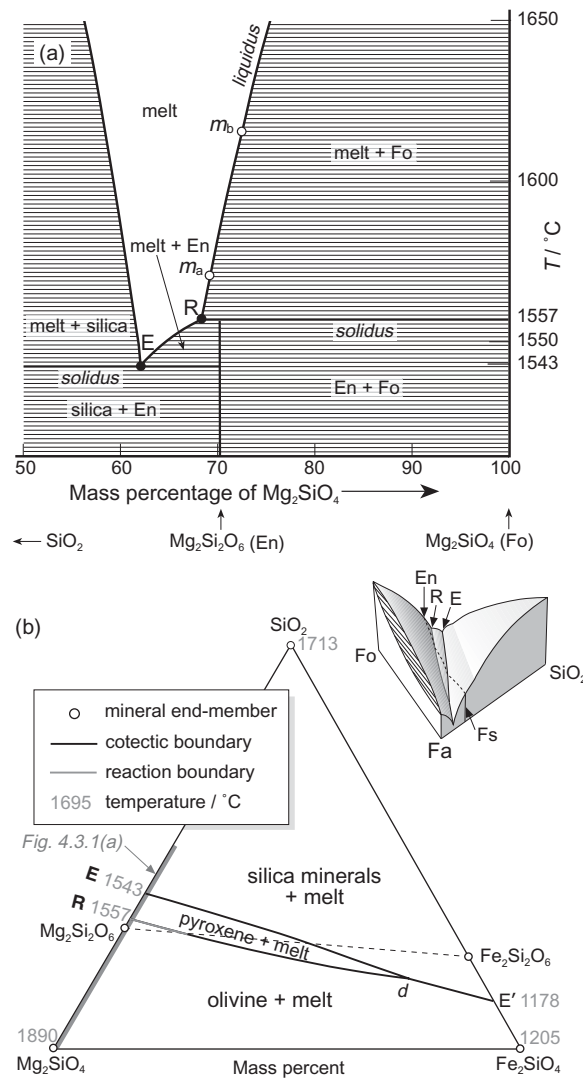 (a)
1650
liquidus
melt
mb
melt + Fo
1600
T / ˚C
melt + En
ma
R
1557
melt + silica
E
solidus
1550
solidus
1543
silica + En
En + Fo
50 60 70 80 90 100
Mass percentage of Mg₂SiO₄
SiO₂ Mg₂Si₂O₆ (En) Mg₂SiO₄ (Fo)
(b)
En
R E
SiO₂
1713
Fo
SiO₂
Fs
Fa
mineral end-member
cotectic boundary
reaction boundary
1695 temperature / ˚C
Fig. 4.3.1(a)
E 1543
silica minerals
+ melt
R 1557
Mg₂Si₂O₆
pyroxene + melt
Fe₂Si₂O₆
d
olivine + melt
E′ 1178
1890
1205
Mg₂SiO₄
Mass percent
Fe₂SiO₄